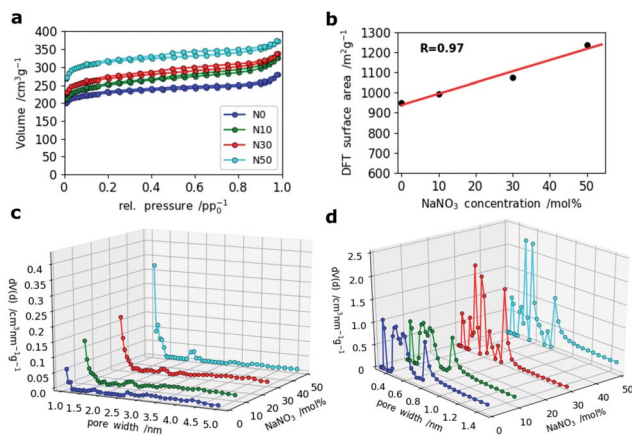 a
400
350
300
250
200
150
100
50
0
Volume /cm³g⁻¹
0.0 0.2 0.4 0.6 0.8 1.0
rel. pressure /pp₀⁻¹
N0
N10
N30
N50
b
1300
1200
1100
1000
900
800
700
600
DFT surface area /m²g⁻¹
R=0.97
0 10 20 30 40 50
NaNO₃ concentration /mol%
c
0.4
0.35
0.3
0.25
0.2
0.15
0.1
0.05
0.0
dV(d) /cm³nm⁻¹g⁻¹
1.0 1.5 2.0 2.5 3.0 3.5 4.0 4.5 5.0
pore width /nm
0 10 20 30 40 50
NaNO₃ /mol%
d
2.5
2.0
1.5
1.0
0.5
0
dV(d) /cm³nm⁻¹g⁻¹
0.4 0.6 0.8 1.0 1.2 1.4
pore width /nm
0 10 20 30 40 50
NaNO₃ /mol%